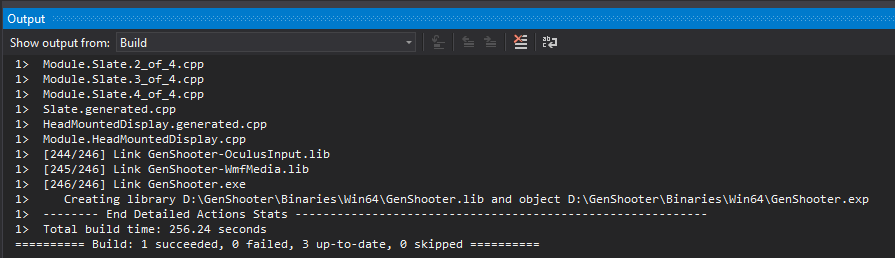 Output
Show output from: Build
1> Module.Slate.2_of_4.cpp
1> Module.Slate.3_of_4.cpp
1> Module.Slate.4_of_4.cpp
1> Slate.generated.cpp
1> HeadMountedDisplay.generated.cpp
1> Module.HeadMountedDisplay.cpp
1> [244/246] Link GenShooter-OculusInput.lib
1> [245/246] Link GenShooter-WmfMedia.lib
1> [246/246] Link GenShooter.exe
1>    Creating library D:\GenShooter\Binaries\Win64\GenShooter.lib and object D:\GenShooter\Binaries\Win64\GenShooter.exp
1> -------- End Detailed Actions Stats -----------------------------------------------------------
1> Total build time: 256.24 seconds
========== Build: 1 succeeded, 0 failed, 3 up-to-date, 0 skipped ==========